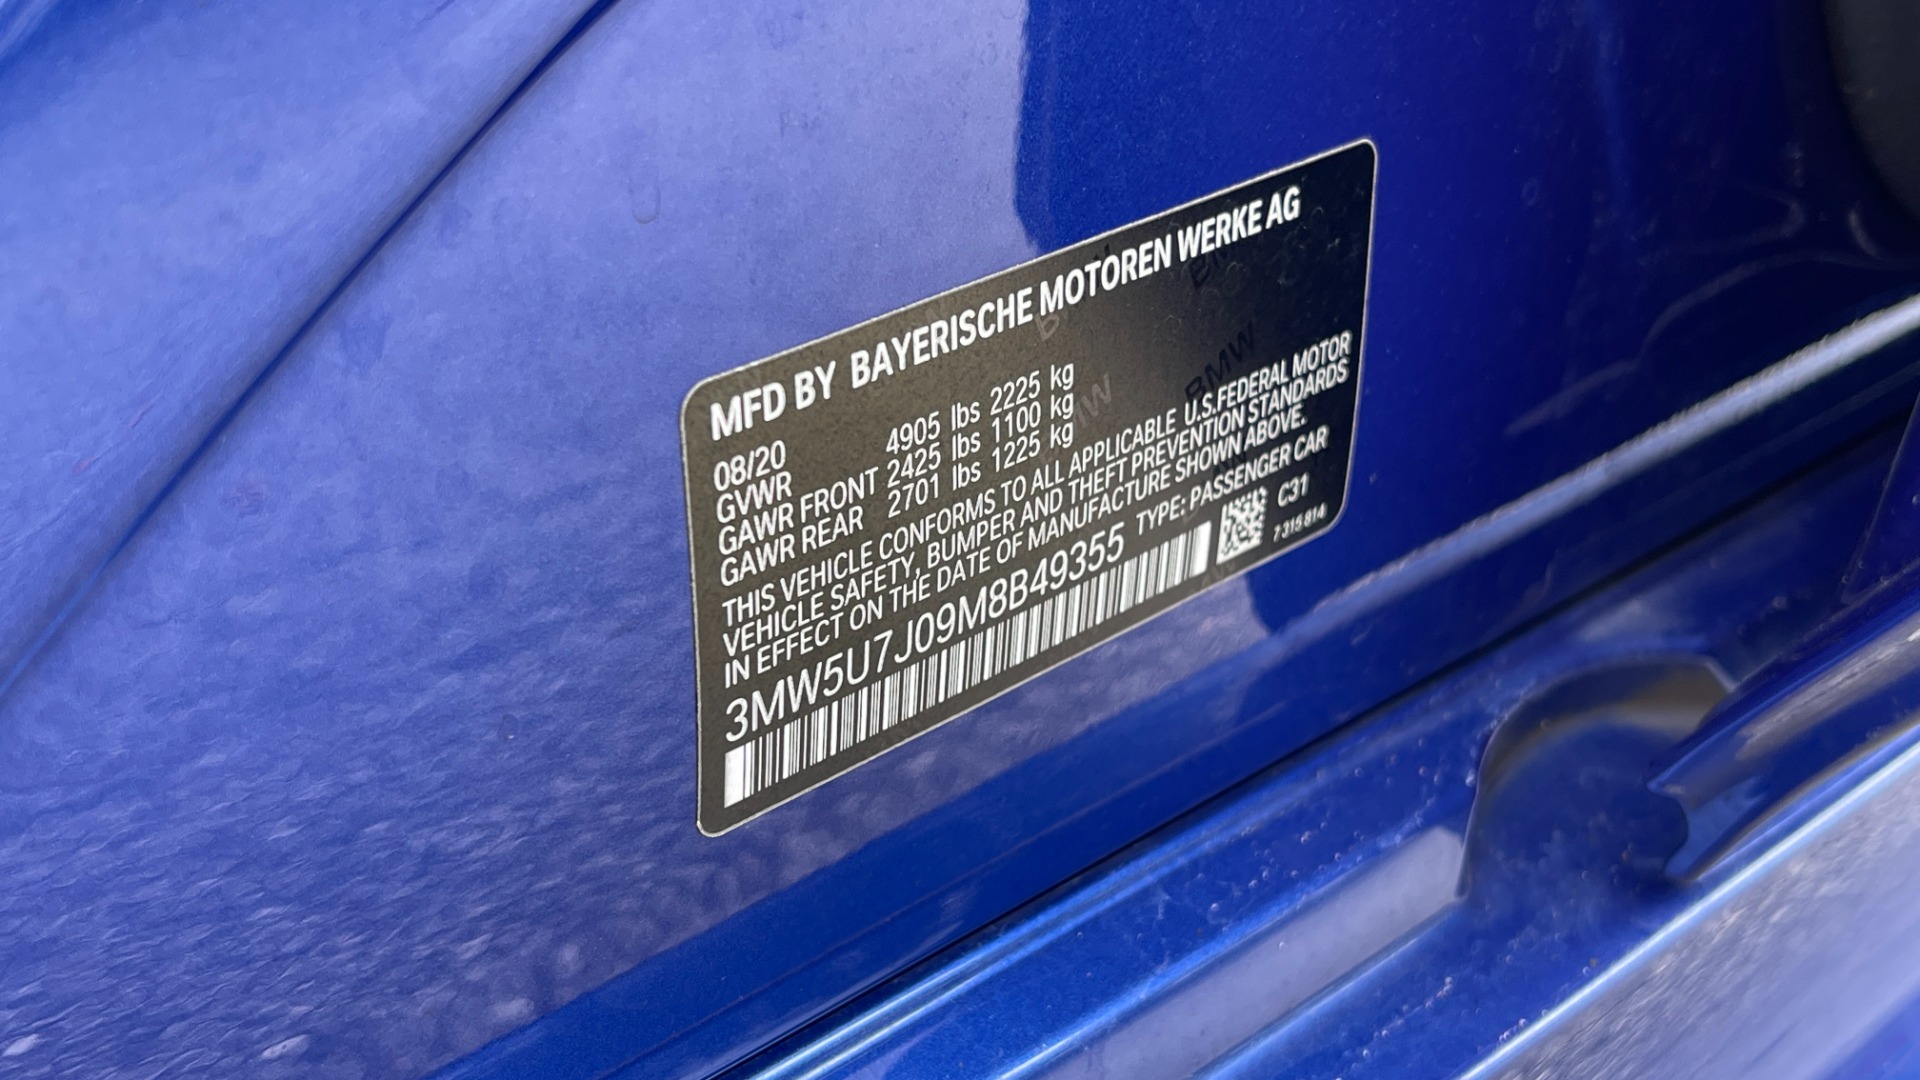 MFD BY BAYERISCHE MOTOREN WERKE AG
08/20
GVWR 4905 lbs 2225 kg
GAWR FRONT 2425 lbs 1100 kg
GAWR REAR 2701 lbs 1225 kg
THIS VEHICLE CONFORMS TO ALL APPLICABLE U.S.FEDERAL MOTOR
VEHICLE SAFETY, BUMPER AND THEFT PREVENTION STANDARDS
IN EFFECT ON THE DATE OF MANUFACTURE SHOWN ABOVE.
3MW5U7J09M8B49355 TYPE: PASSENGER CAR
C31
7 315 814
BMW